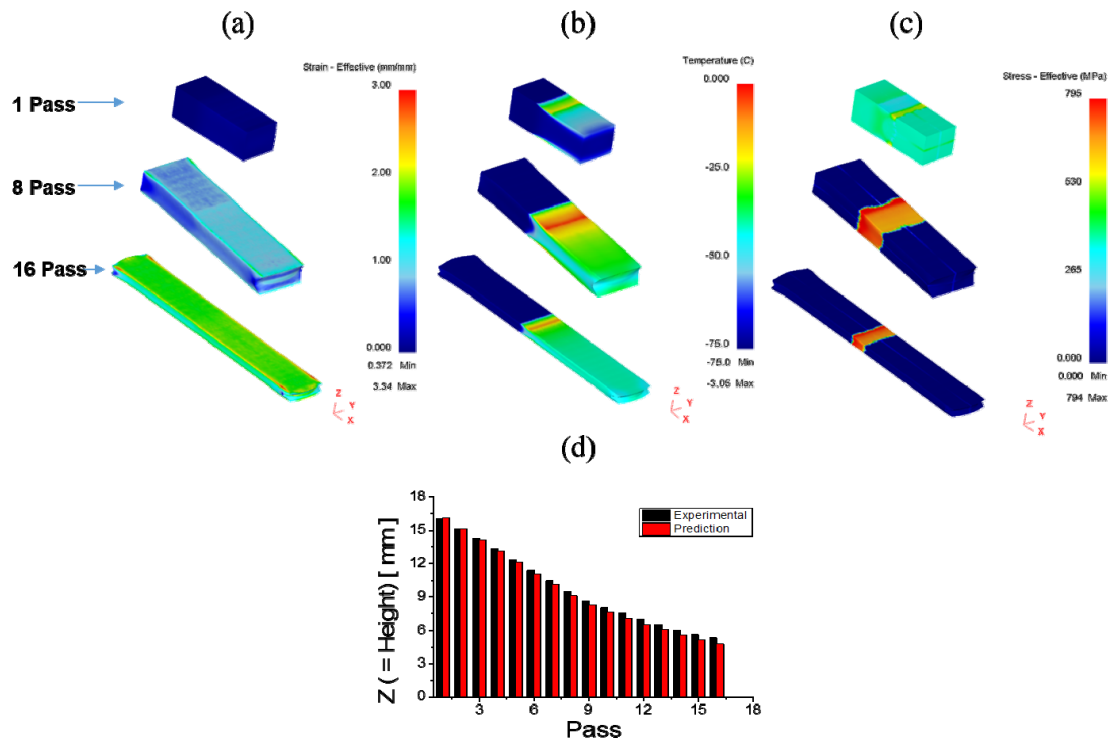 (a)
(b)
(c)
1 Pass
8 Pass
16 Pass
Strain - Effective (mm/mm)
3.00
2.00
1.00
0.000
0.372 Min
3.34 Max
Z
Y
X
Temperature (C)
0.000
-25.0
-50.0
-75.0
-75.0 Min
-3.06 Max
Z
Y
X
Stress - Effective (MPa)
795
530
265
0.000
0.000 Min
794 Max
Z
Y
X
(d)
Z ( = Height) [ mm]
18
15
12
9
6
3
0
Experimental
Prediction
3 6 9 12 15 18
Pass